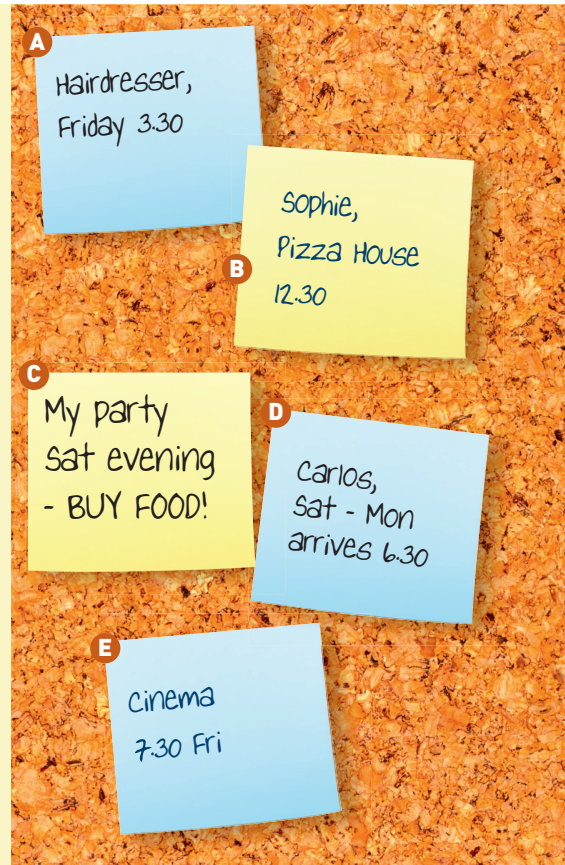 A
Hairdresser,
Friday 3.30
B
Sophie,
Pizza House
12.30
C
My party
Sat evening
- BUY FOOD!
D
Carlos,
Sat - Mon
arrives 6.30
E
Cinema
7.30 Fri